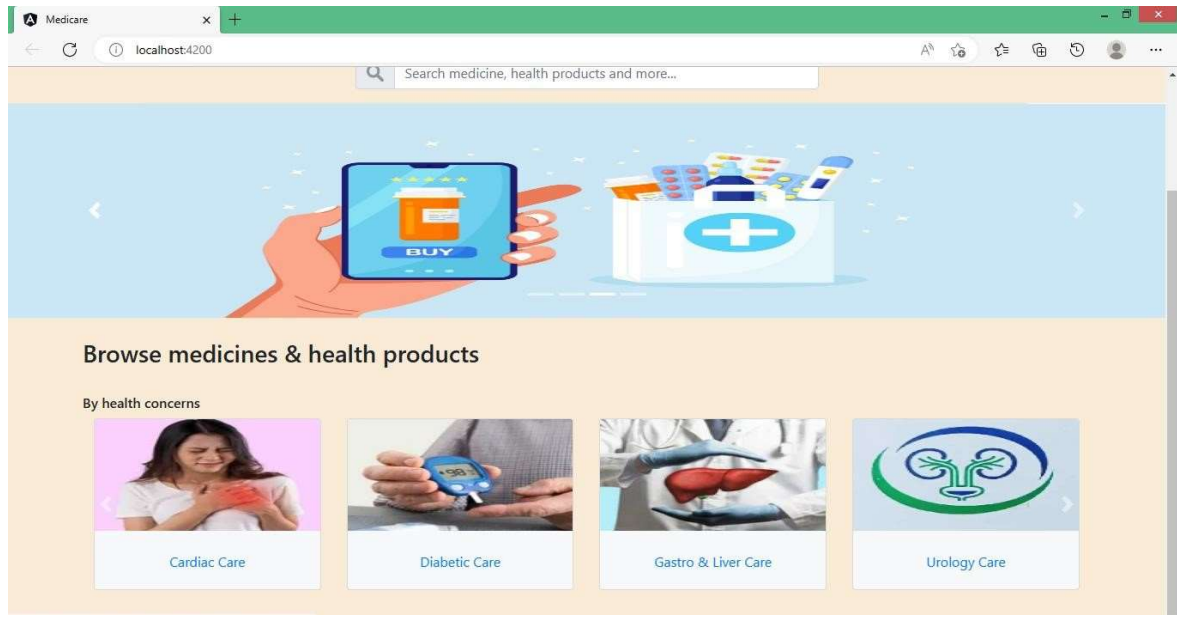 Medicare
localhost:4200
Search medicine, health products and more...
BUY
Browse medicines & health products
By health concerns
98
Cardiac Care
Diabetic Care
Gastro & Liver Care
Urology Care